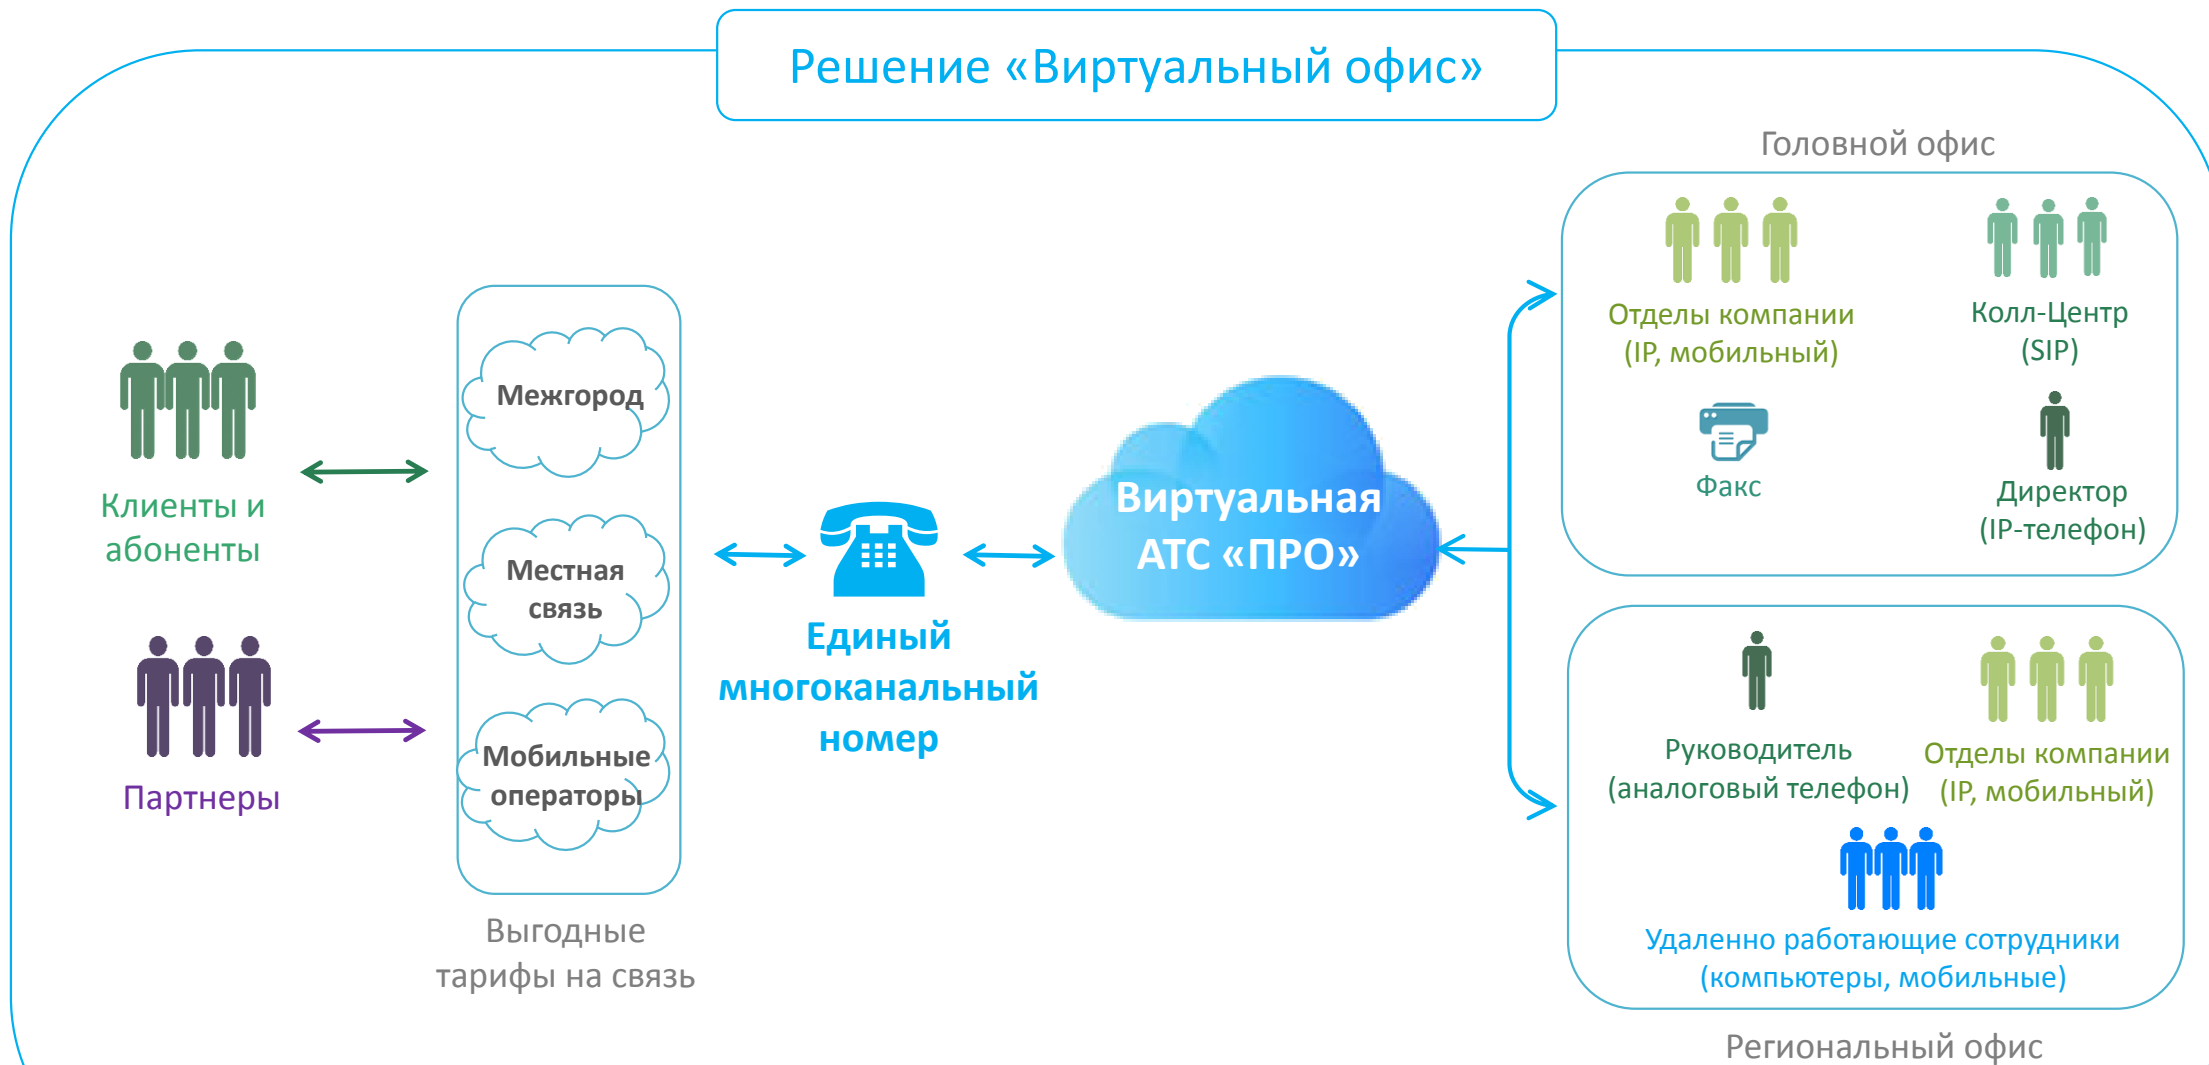 Решение «Виртуальный офис»
Клиенты и
абоненты
Партнеры
Межгород
Местная
связь
Мобильные
операторы
Выгодные
тарифы на связь
Единый
многоканальный
номер
Виртуальная
АТС «ПРО»
Головной офис
Отделы компании
(IP, мобильный)
Колл-Центр
(SIP)
Факс
Директор
(IP-телефон)
Руководитель
(аналоговый телефон)
Отделы компании
(IP, мобильный)
Удаленно работающие сотрудники
(компьютеры, мобильные)
Региональный офис